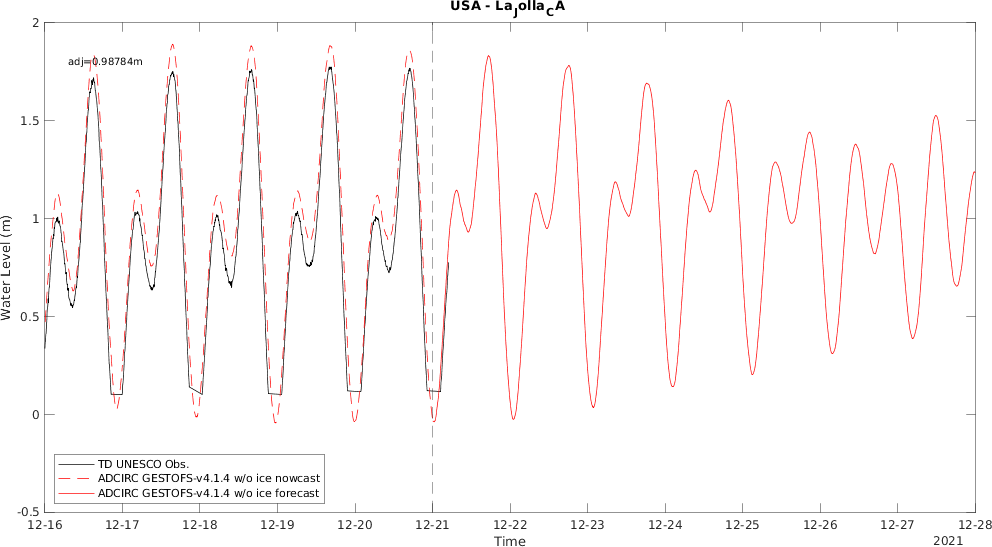 USA - LaJollaCA
adj=0.98784m
Water Level (m)
2
1.5
1
0.5
0
-0.5
TD UNESCO Obs.
ADCIRC GESTOFS-v4.1.4 w/o ice nowcast
ADCIRC GESTOFS-v4.1.4 w/o ice forecast
12-16 12-17 12-18 12-19 12-20 12-21 12-22 12-23 12-24 12-25 12-26 12-27 12-28
Time
2021